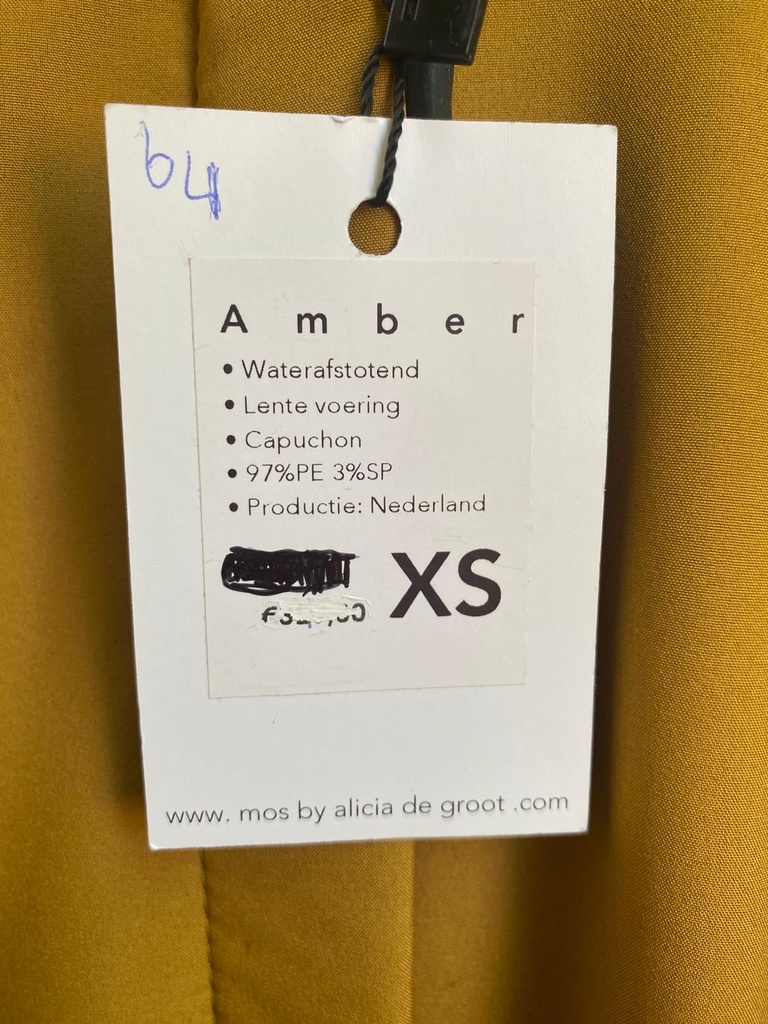 64
Amber
• Waterafstotend
• Lente voering
• Capuchon
• 97%PE 3%SP
• Productie: Nederland
XS
www. mos by alicia de groot .com